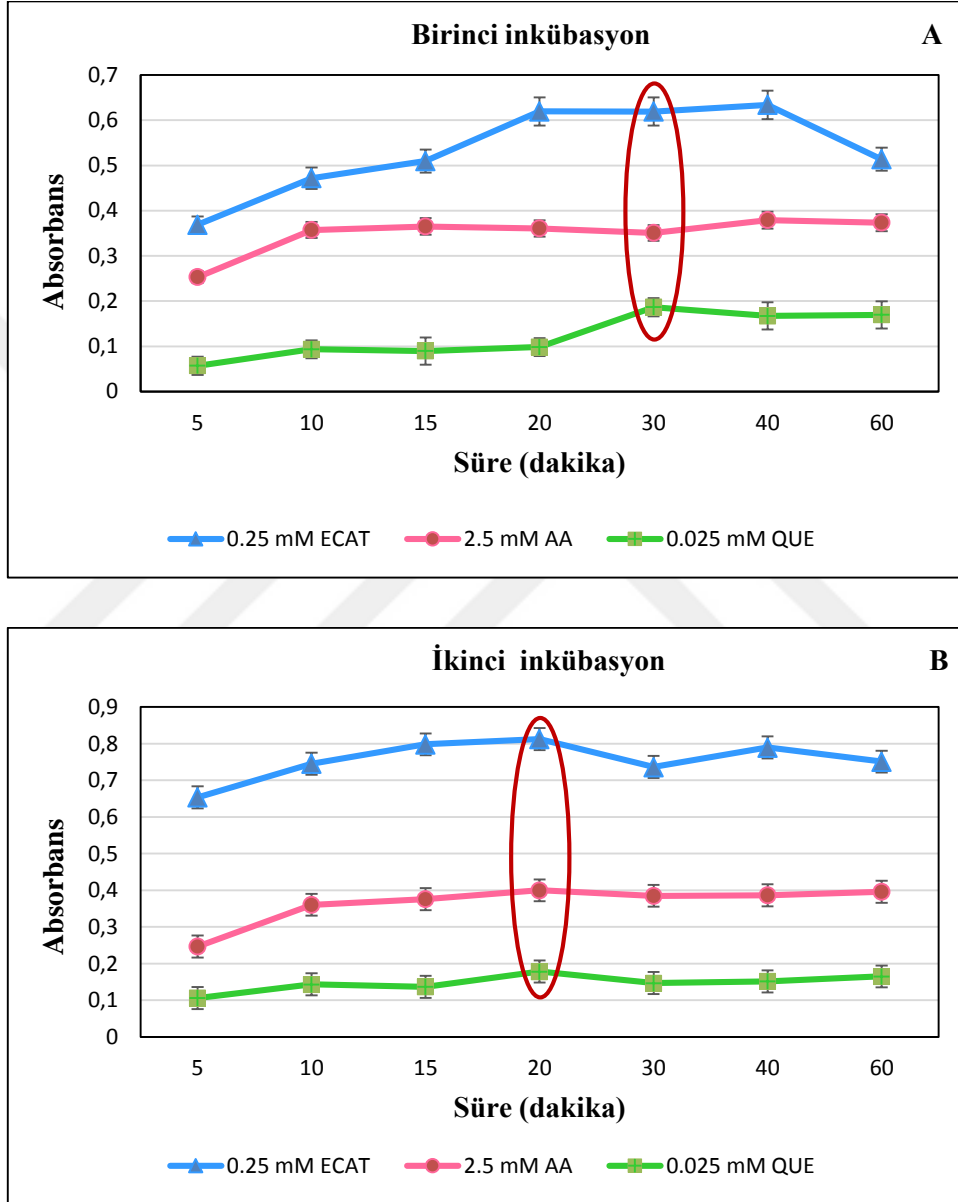 Birinci inkübasyon A
0,7
0,6
0,5
0,4
0,3
0,2
0,1
0
Absorbans
5 10 15 20 30 40 60
Süre (dakika)
0.25 mM ECAT 2.5 mM AA 0.025 mM QUE
İkinci inkübasyon B
0,9
0,8
0,7
0,6
0,5
0,4
0,3
0,2
0,1
0
Absorbans
5 10 15 20 30 40 60
Süre (dakika)
0.25 mM ECAT 2.5 mM AA 0.025 mM QUE